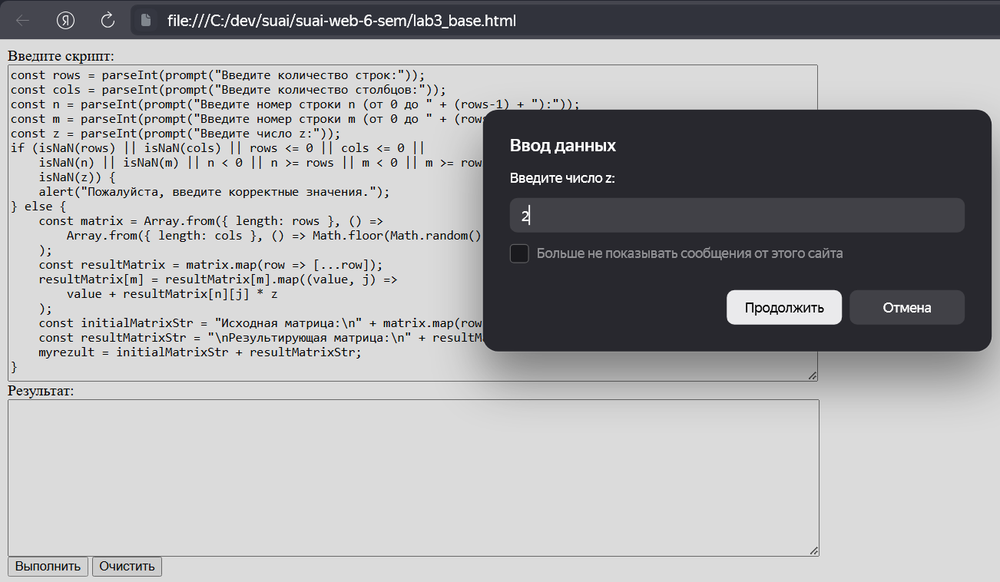 file:///C:/dev/suai/suai-web-6-sem/lab3_base.html
Введите скрипт:
const rows = parseInt(prompt("Введите количество строк:"));
const cols = parseInt(prompt("Введите количество столбцов:"));
const n = parseInt(prompt("Введите номер строки n (от 0 до " + (rows-1) + "):"));
const m = parseInt(prompt("Введите номер строки m (от 0 до " + (rows
const z = parseInt(prompt("Введите число z:"));
if (isNaN(rows) || isNaN(cols) || rows <= 0 || cols <= 0 ||
    isNaN(n) || isNaN(m) || n < 0 || n >= rows || m < 0 || m >= row
    isNaN(z)) {
    alert("Пожалуйста, введите корректные значения.");
} else {
    const matrix = Array.from({ length: rows }, () =>
        Array.from({ length: cols }, () => Math.floor(Math.random()
    );
    const resultMatrix = matrix.map(row => [...row]);
    resultMatrix[m] = resultMatrix[m].map((value, j) =>
        value + resultMatrix[n][j] * z
    );
    const initialMatrixStr = "Исходная матрица:\n" + matrix.map(row
    const resultMatrixStr = "\nРезультирующая матрица:\n" + resultM
    myrezult = initialMatrixStr + resultMatrixStr;
}
Ввод данных
Введите число z:
2
Больше не показывать сообщения от этого сайта
Продолжить
Отмена
Результат:
Выполнить
Очистить